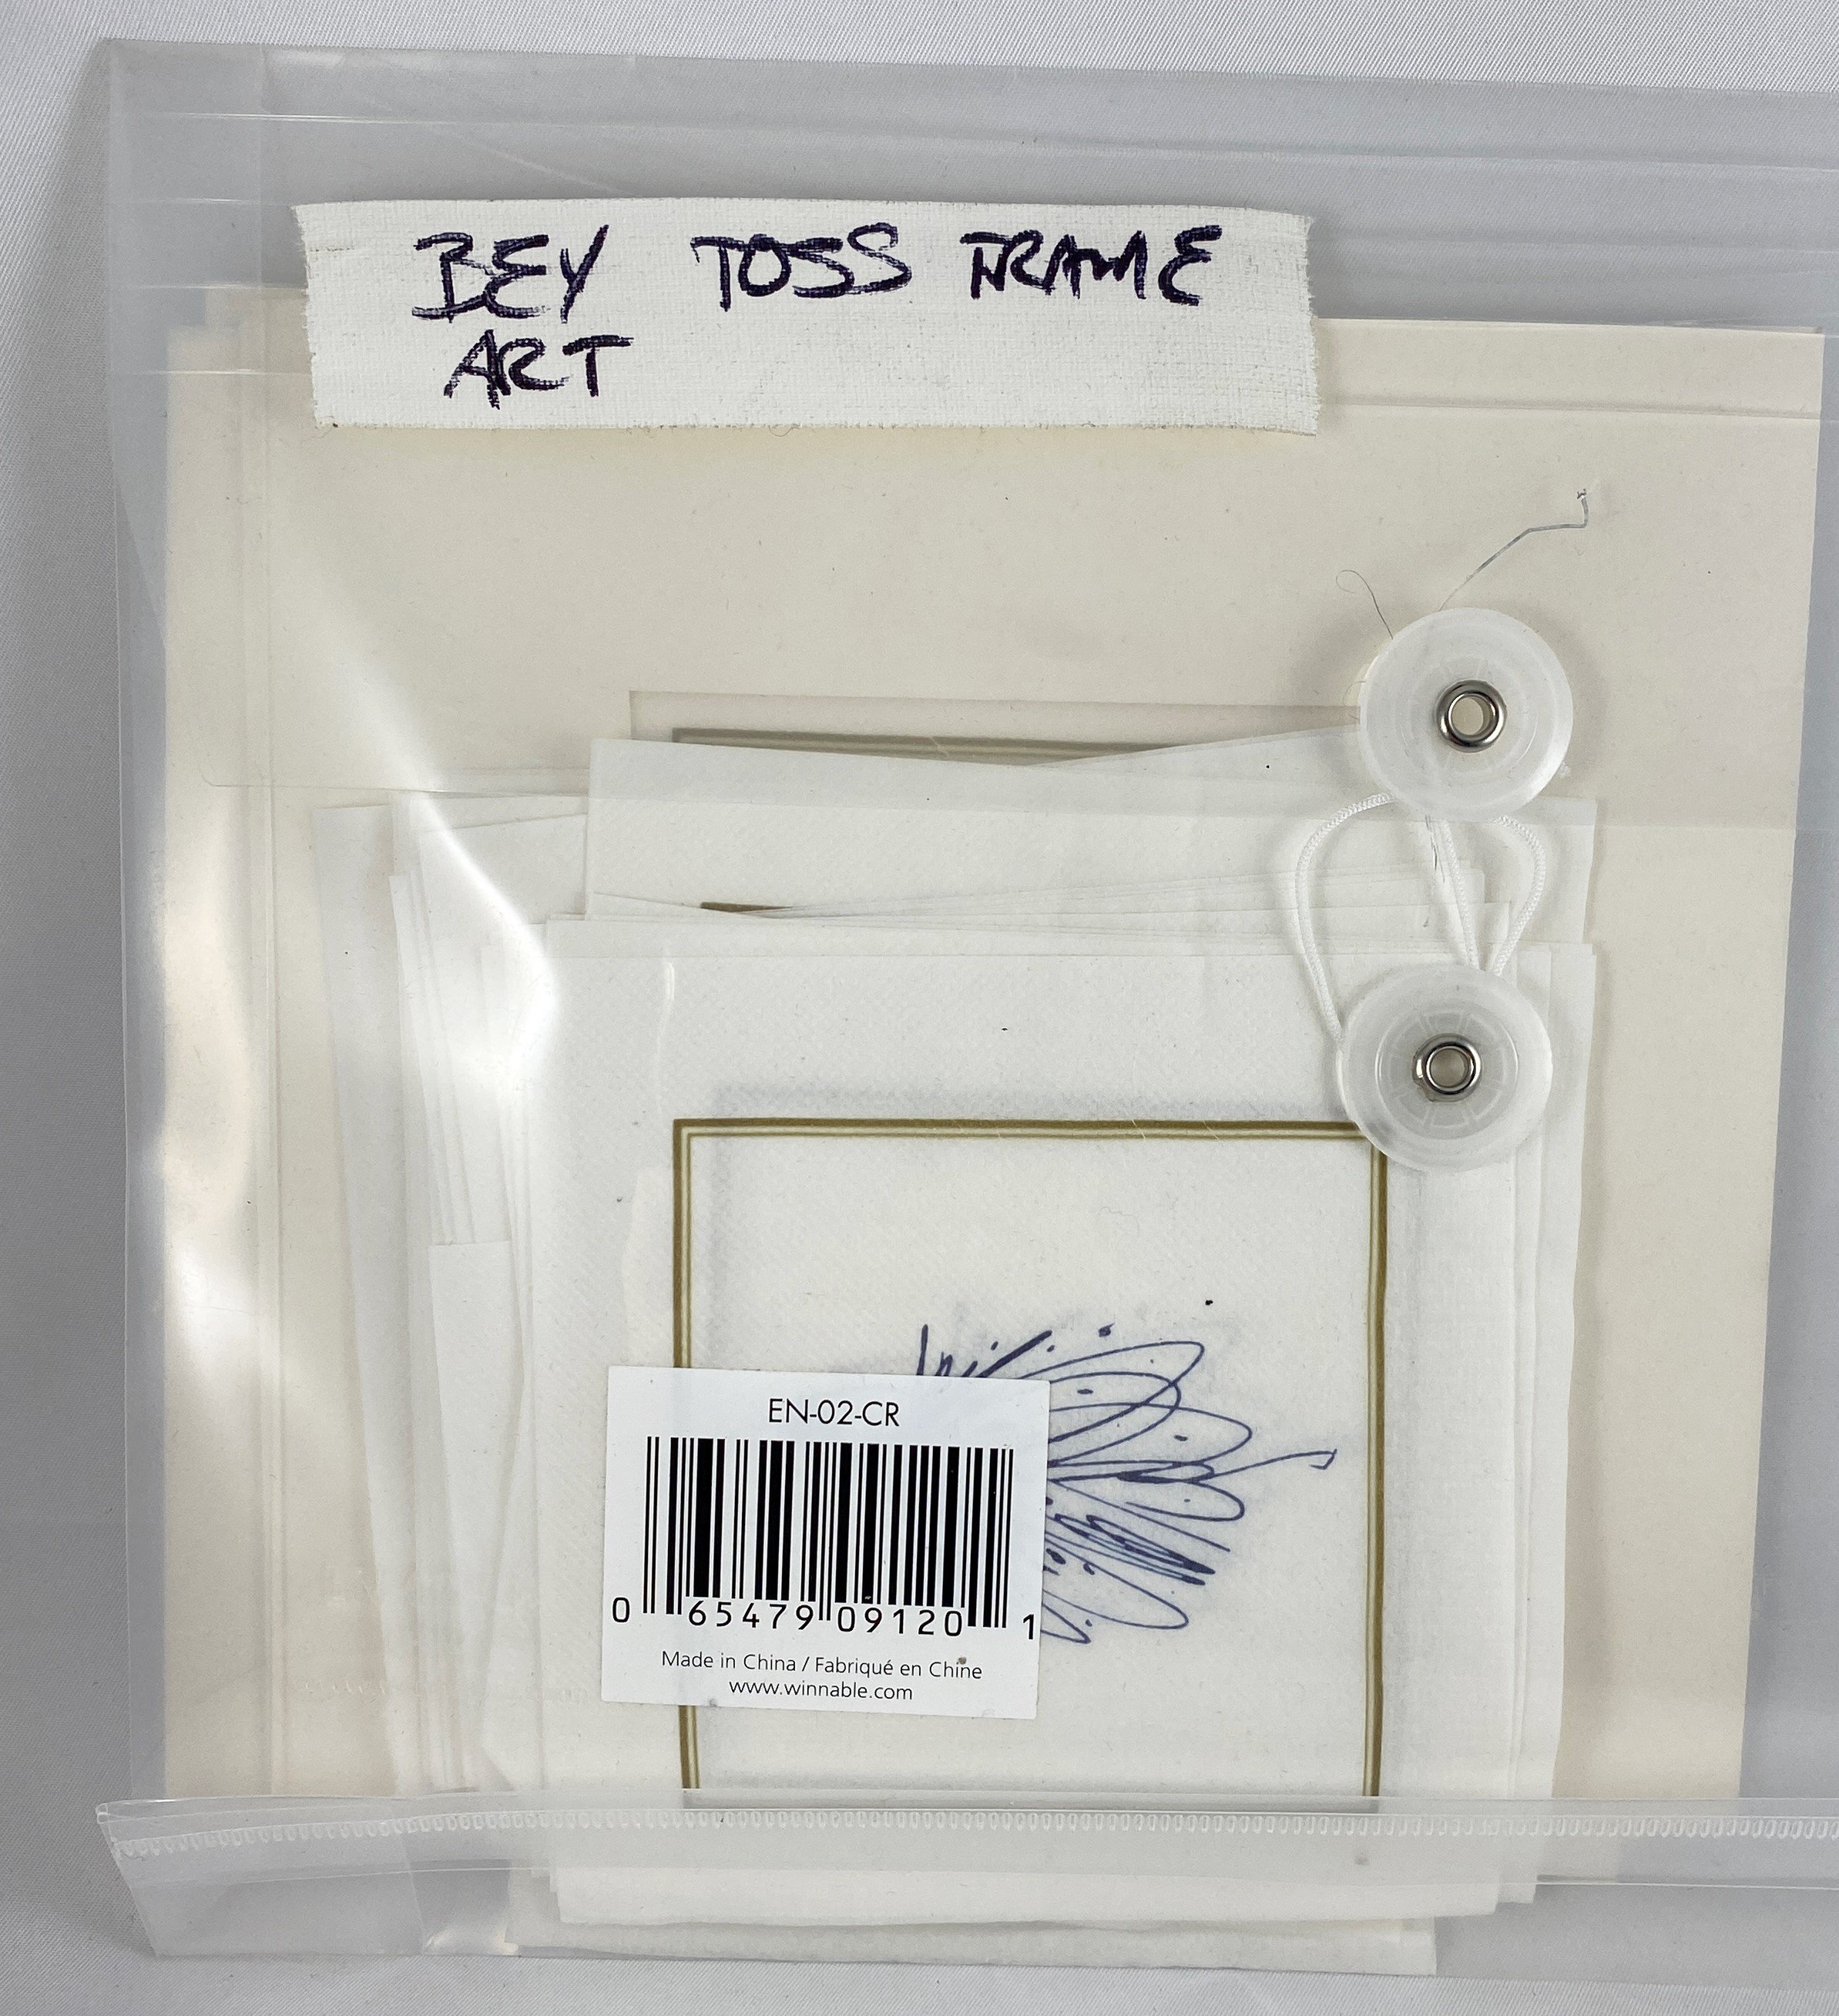 BEY TOSS FRAME
ART
EN-02-CR
0 65479 09120 1
Made in China / Fabriqué en Chine
www.winnable.com